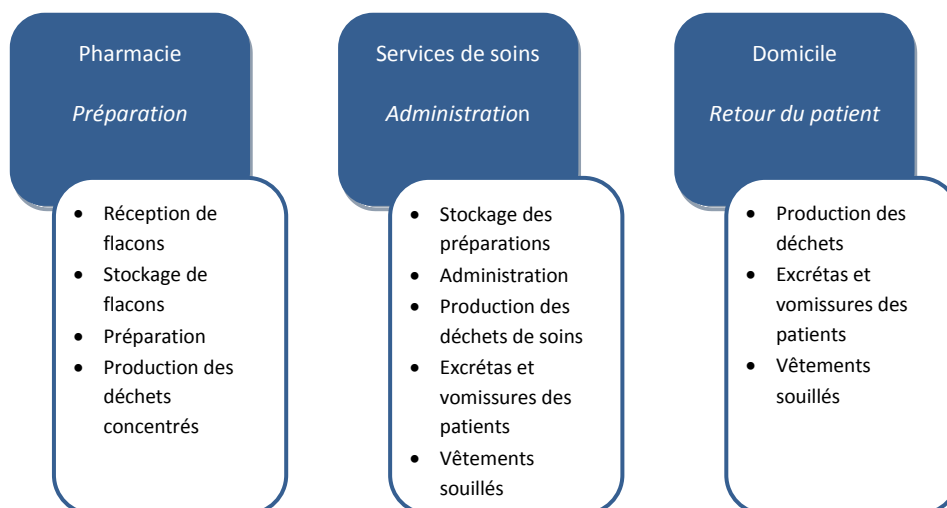 Pharmacie
Préparation
• Réception de
flacons
• Stockage de
flacons
• Préparation
• Production des
déchets
concentrés
Services de soins
Administration
• Stockage des
préparations
• Administration
• Production des
déchets de soins
• Excrétas et
vomissures des
patients
• Vêtements
souillés
Domicile
Retour du patient
• Production des
déchets
• Excrétas et
vomissures des
patients
• Vêtements
souillés